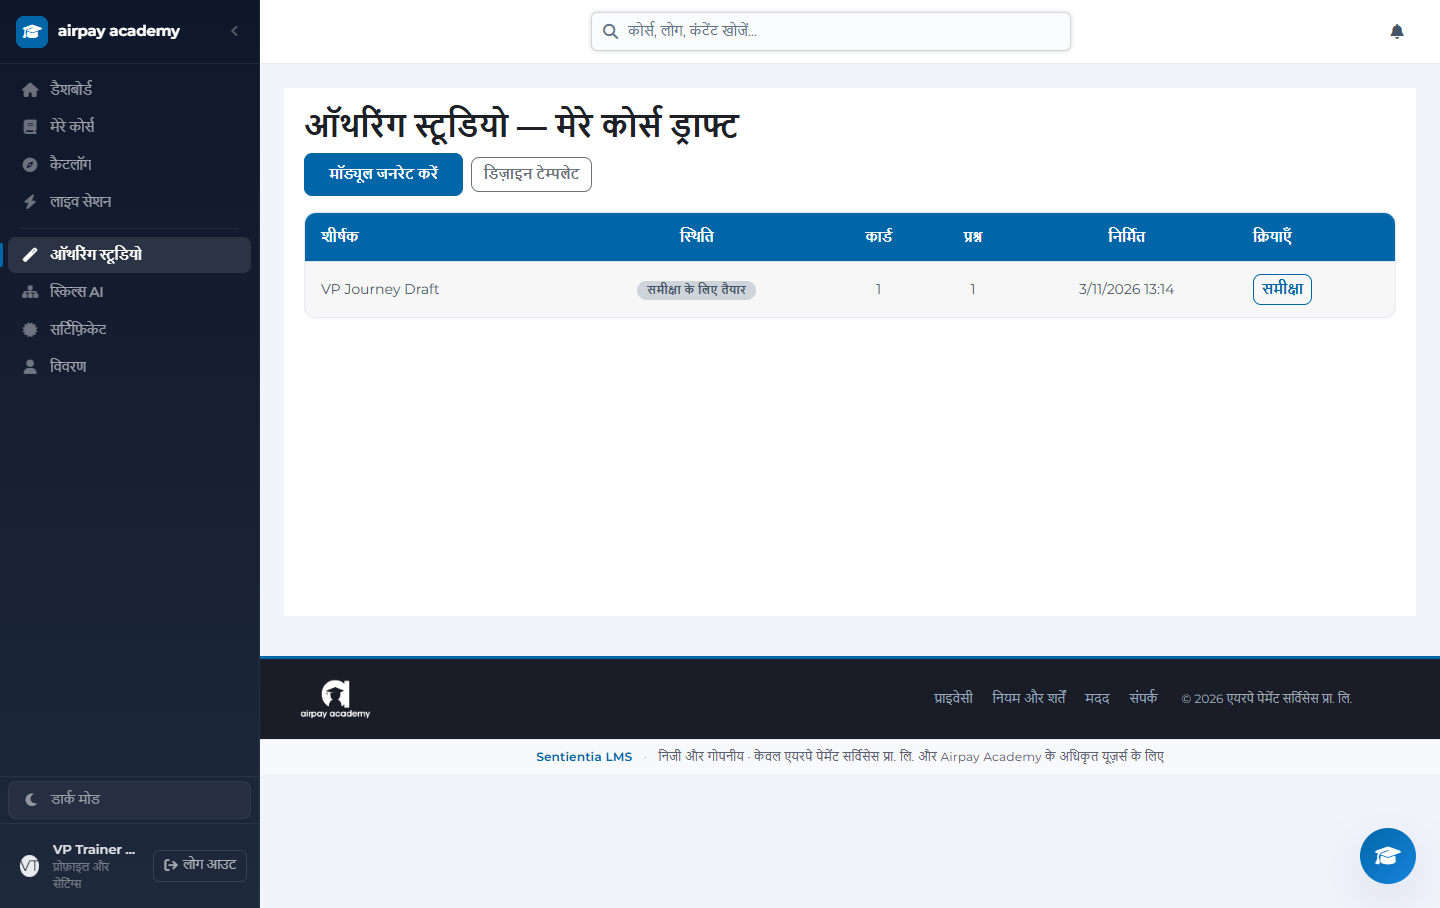 airpay academy
कोर्स, लोग, कंटेंट खोजें...
डैशबोर्ड
मेरे कोर्स
कैटलॉग
लाइव सेशन
ऑथरिंग स्टूडियो
स्किल्स AI
सर्टिफ़िकेट
विवरण
डार्क मोड
VT
VP Trainer ...
प्रोफ़ाइल और
सेटिंग्स
लोग आउट
ऑथरिंग स्टूडियो — मेरे कोर्स ड्राफ्ट
मॉड्यूल जनरेट करें
डिज़ाइन टेम्पलेट
शीर्षक स्थिति कार्ड प्रश्न निर्मित क्रियाएँ
VP Journey Draft समीक्षा के लिए तैयार 1 1 3/11/2026 13:14 समीक्षा
airpay academy
प्राइवेसी नियम और शर्तें मदद संपर्क © 2026 एयरपे पेमेंट सर्विसेस प्रा. लि.
Sentientia LMS · निजी और गोपनीय · केवल एयरपे पेमेंट सर्विसेस प्रा. लि. और Airpay Academy के अधिकृत यूज़र्स के लिए